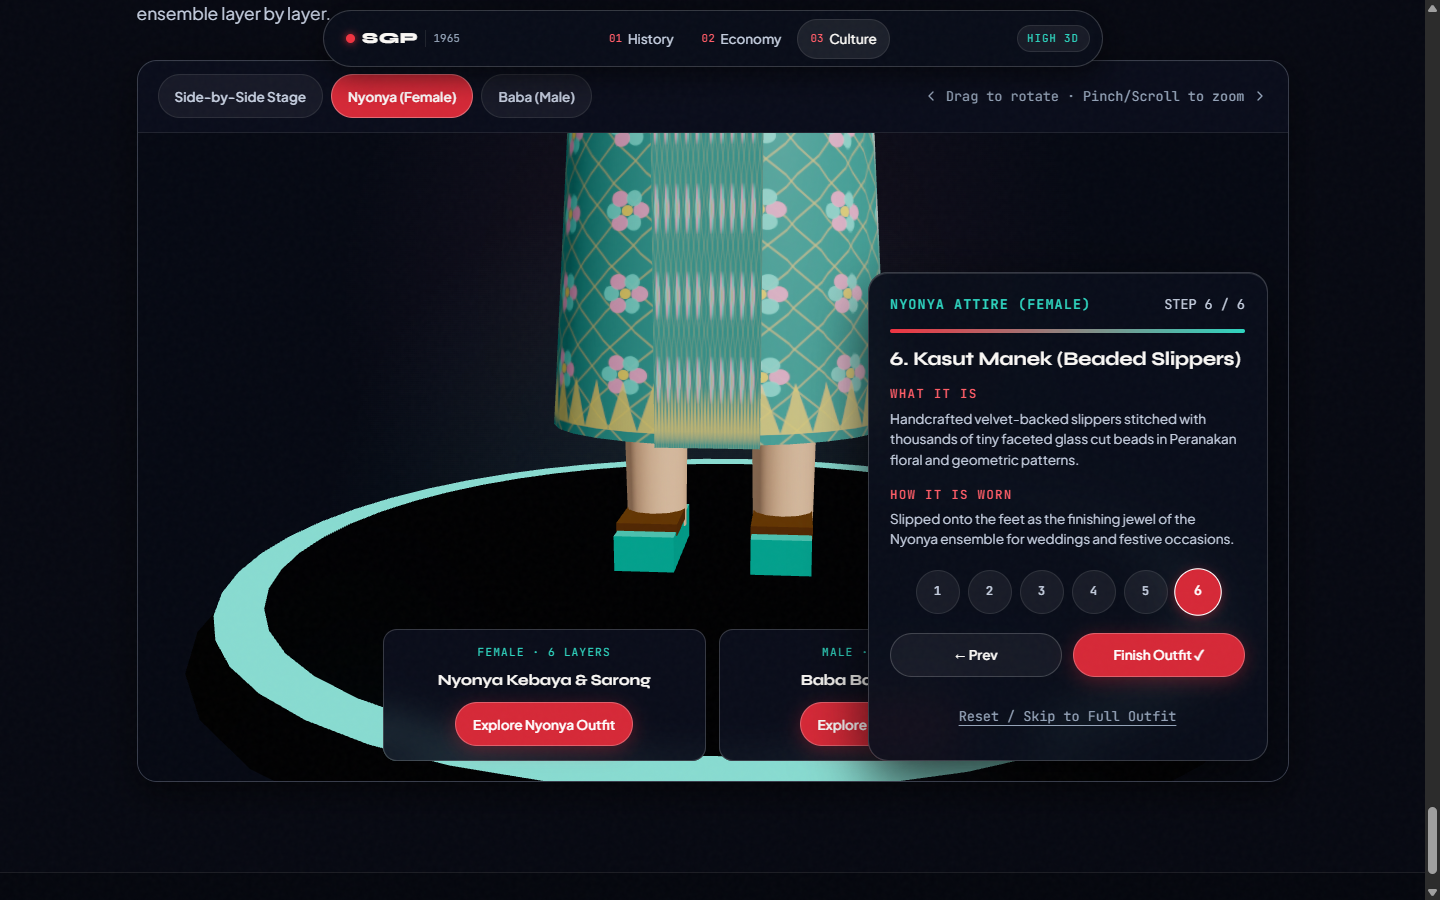 ensemble layer by layer.
SGP 1965
01 History
02 Economy
03 Culture
HIGH 3D
Side-by-Side Stage
Nyonya (Female)
Baba (Male)
Drag to rotate · Pinch/Scroll to zoom
NYONYA ATTIRE (FEMALE)
STEP 6 / 6
6. Kasut Manek (Beaded Slippers)
WHAT IT IS
Handcrafted velvet-backed slippers stitched with
thousands of tiny faceted glass cut beads in Peranakan
floral and geometric patterns.
HOW IT IS WORN
Slipped onto the feet as the finishing jewel of the
Nyonya ensemble for weddings and festive occasions.
1 2 3 4 5 6
← Prev
Finish Outfit ✓
Reset / Skip to Full Outfit
FEMALE · 6 LAYERS
Nyonya Kebaya & Sarong
Explore Nyonya Outfit
MALE ·
Baba
Explore